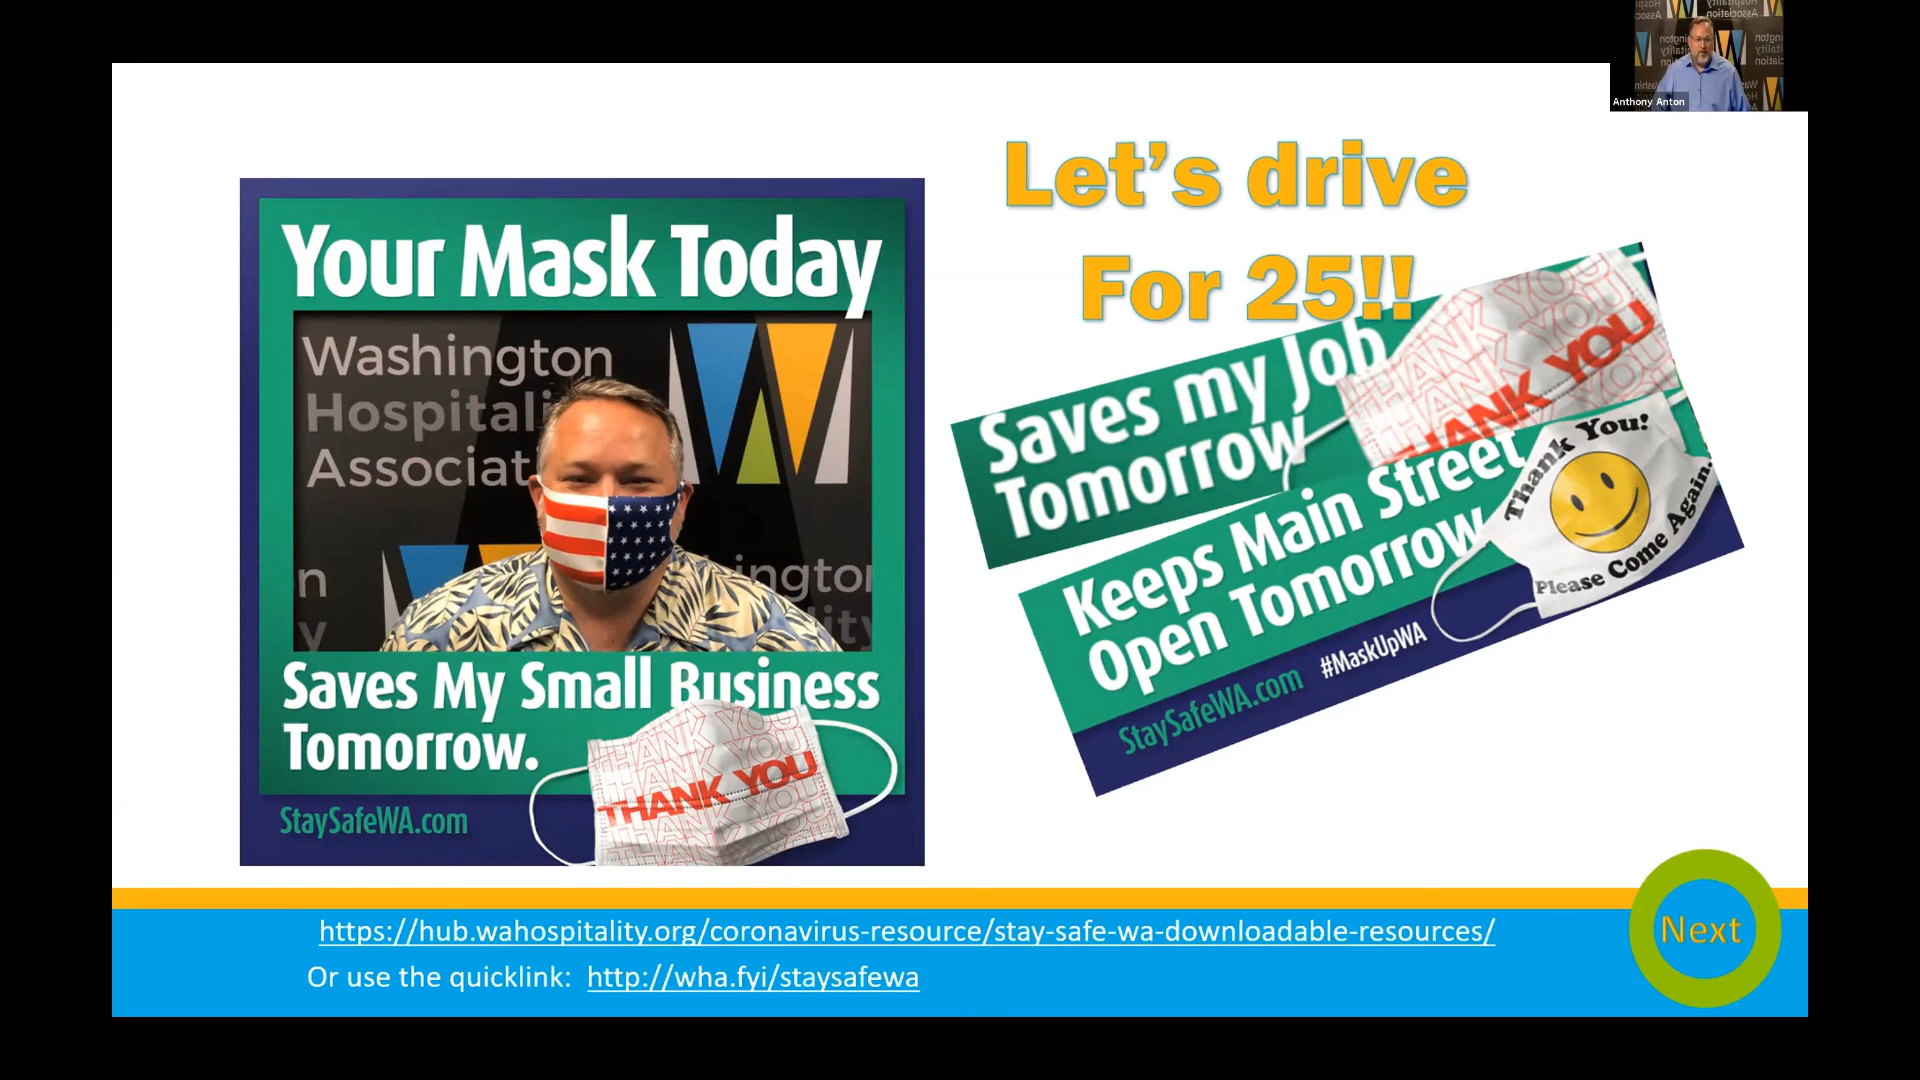 Anthony Anton
Let's drive
For 25!!
Your Mask Today
Washington
Hospitali
Associat
Saves My Small Business
Tomorrow.
THANK YOU
StaySafeWA.com
Saves my Job
Tomorrow
THANK YOU
Keeps Main Street
Open Tomorrow
Thank You!
Please Come Again.
StaySafeWA.com #MaskUpWA
https://hub.wahospitality.org/coronavirus-resource/stay-safe-wa-downloadable-resources/
Or use the quicklink: http://wha.fyi/staysafewa
Next